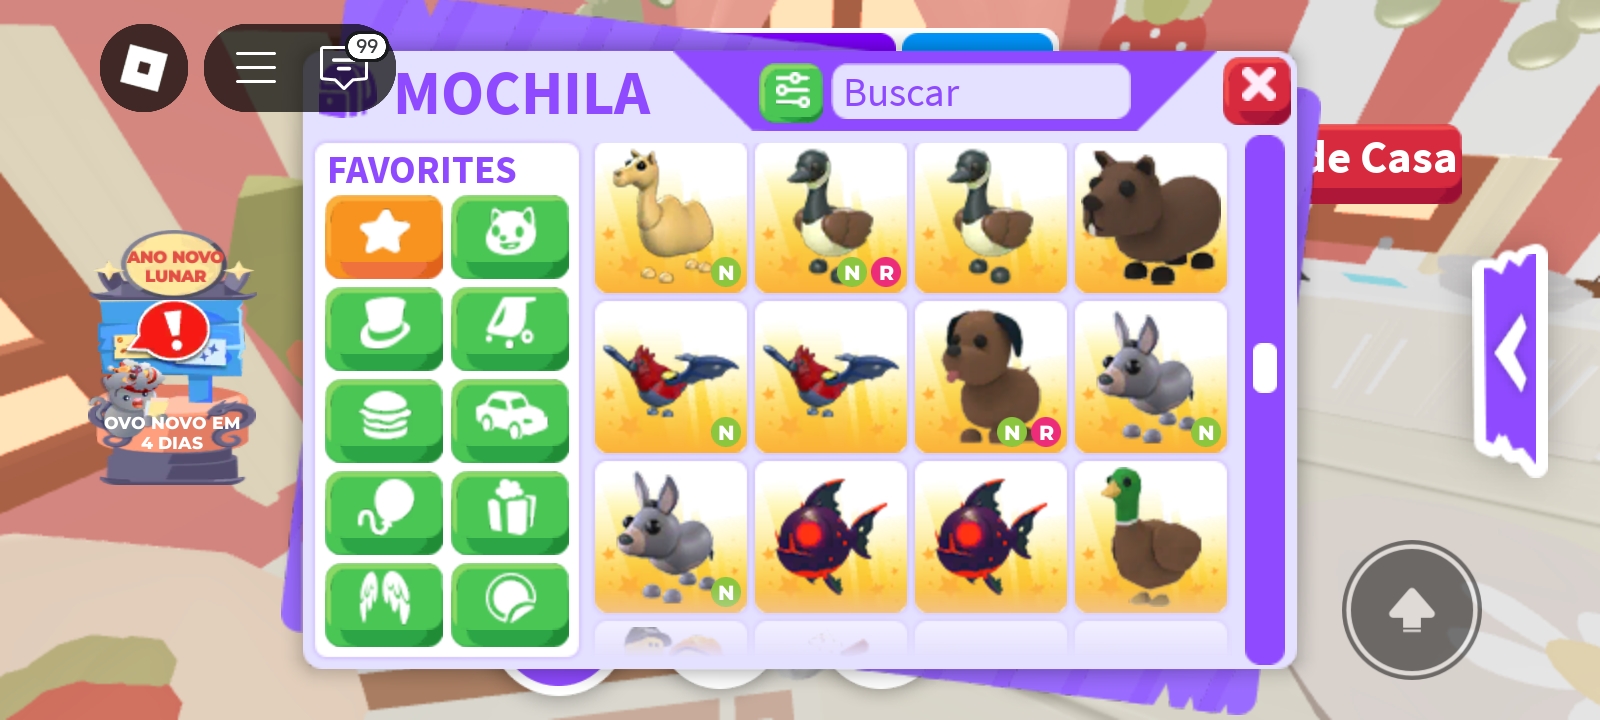 99
MOCHILA
Buscar
de Casa
FAVORITES
ANO NOVO
LUNAR
!
OVO NOVO EM
4 DIAS
N
N R
N
N R
N
N